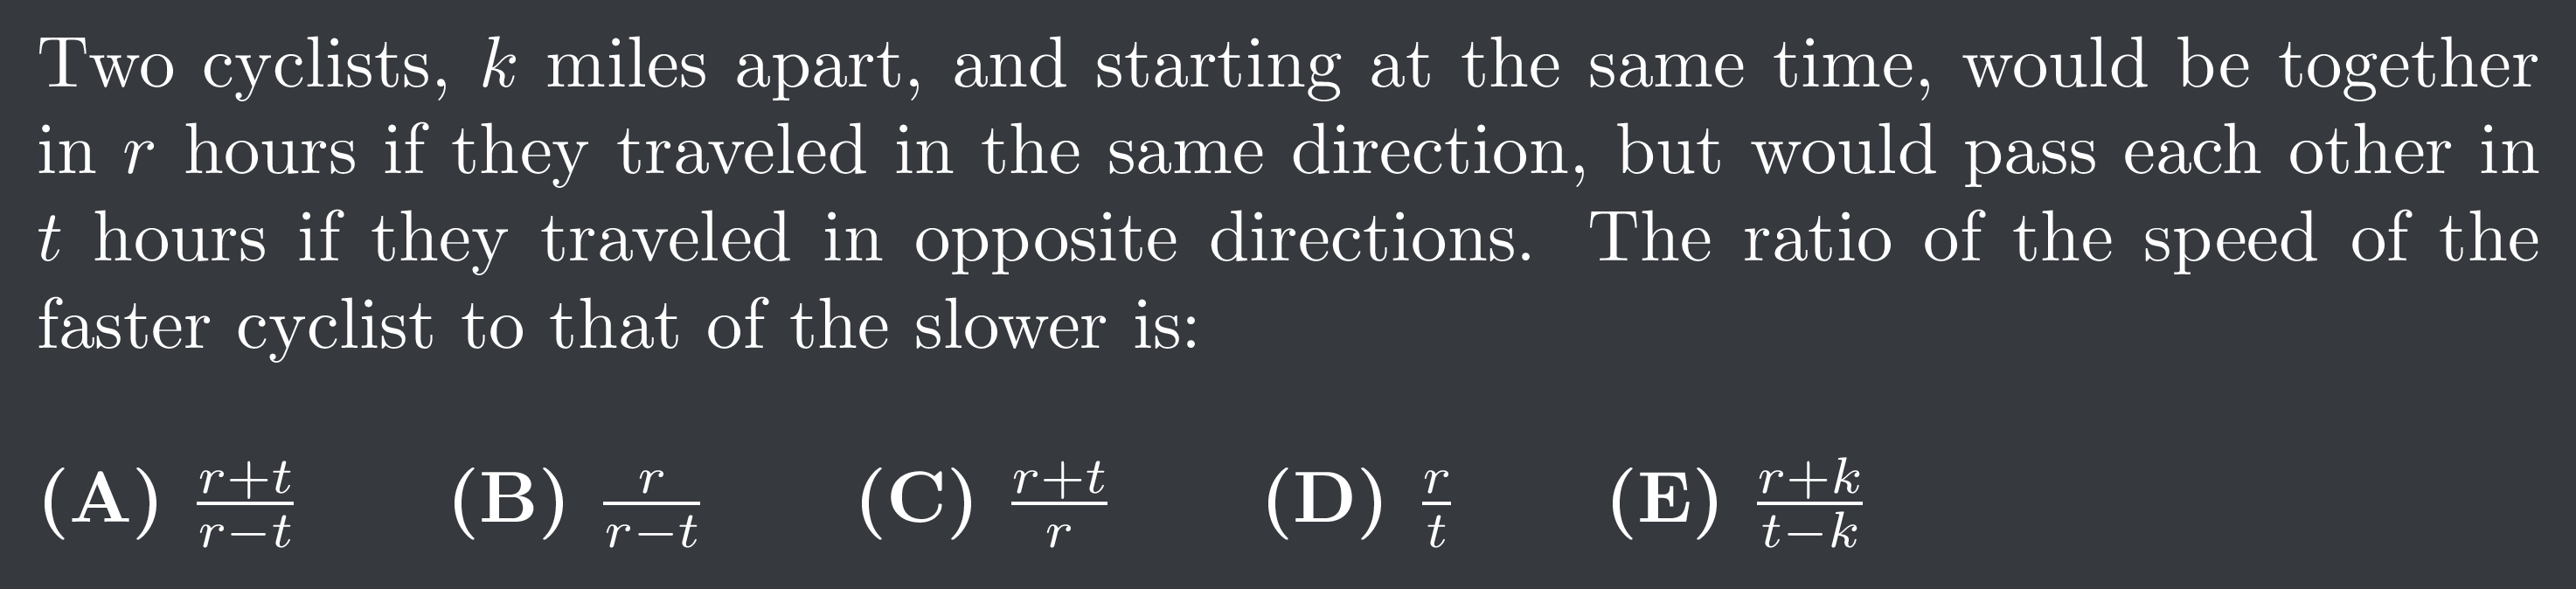 Two cyclists, k miles apart, and starting at the same time, would be together
in r hours if they traveled in the same direction, but would pass each other in
t hours if they traveled in opposite directions. The ratio of the speed of the
faster cyclist to that of the slower is:
(A) \frac{r+t}{r-t} (B) \frac{r}{r-t} (C) \frac{r+t}{r} (D) \frac{r}{t} (E) \frac{r+k}{t-k}